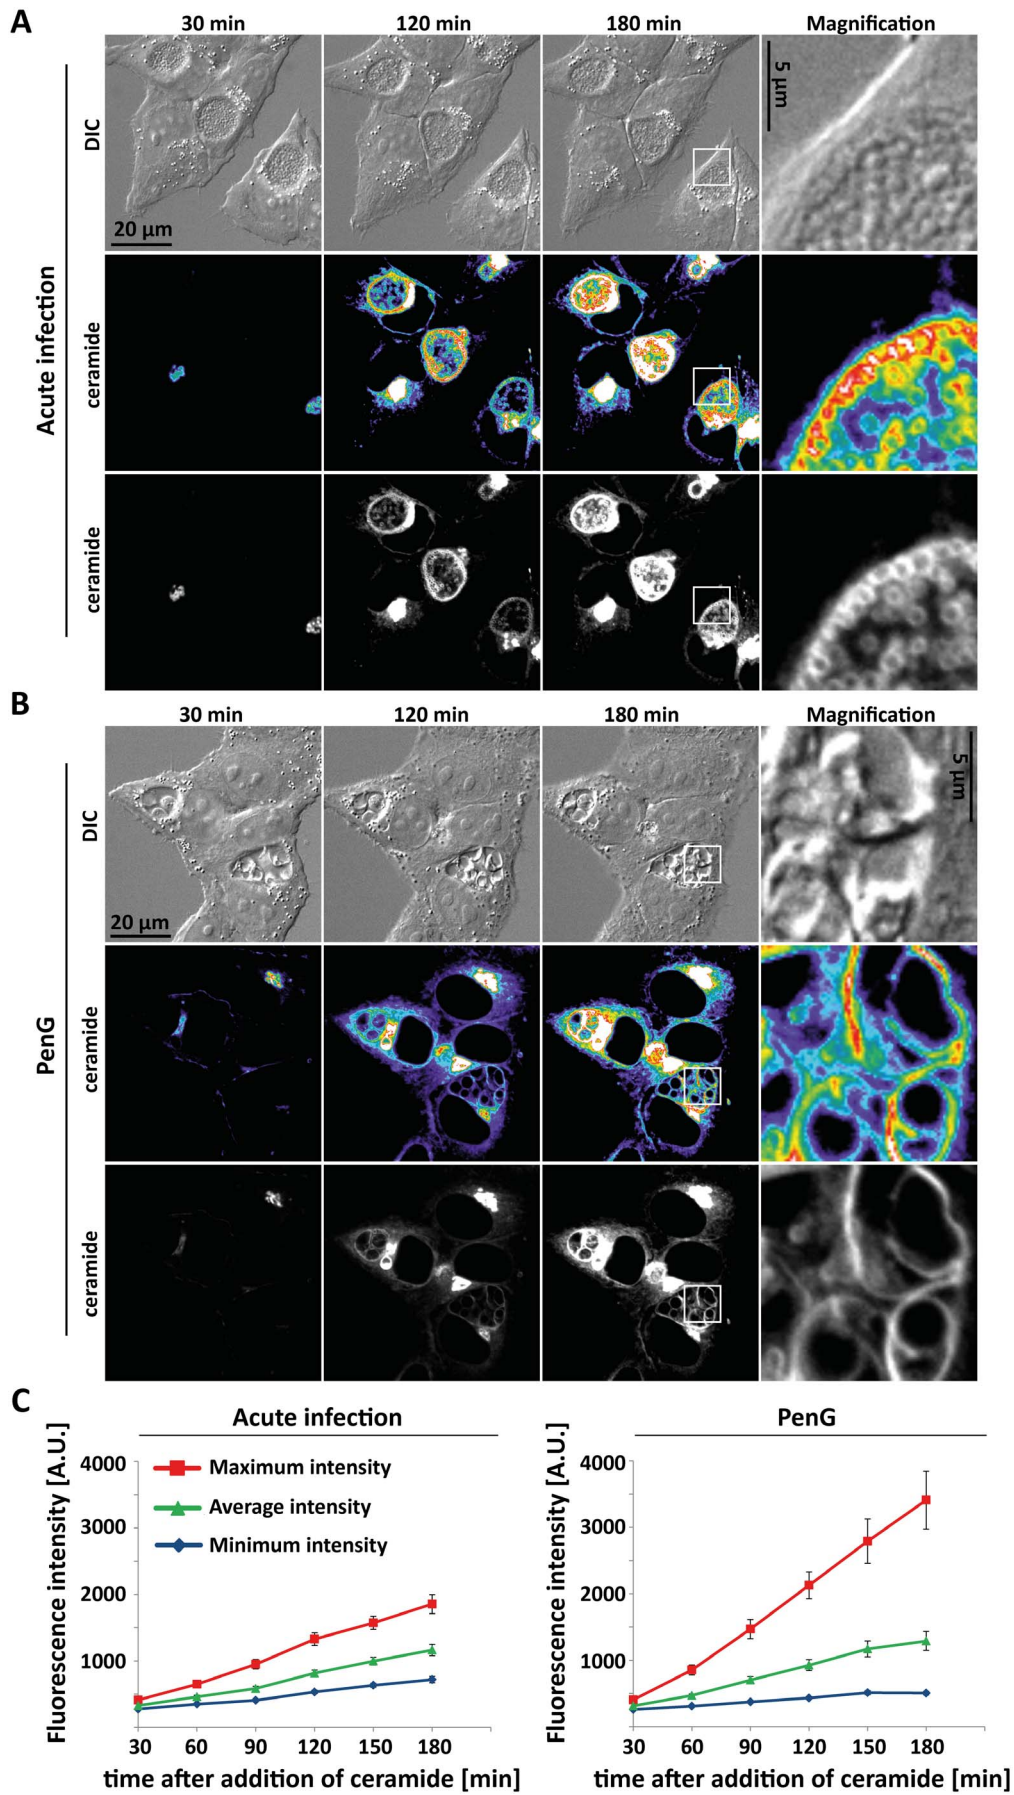 A
30 min 120 min 180 min Magnification
DIC
5 µm
20 µm
Acute infection
ceramide
ceramide
B
30 min 120 min 180 min Magnification
DIC
5 µm
20 µm
PenG
ceramide
ceramide
C
Acute infection
Fluorescence intensity [A.U.]
4000
3000
2000
1000
Maximum intensity
Average intensity
Minimum intensity
30 60 90 120 150 180
time after addition of ceramide [min]
PenG
Fluorescence intensity [A.U.]
4000
3000
2000
1000
30 60 90 120 150 180
time after addition of ceramide [min]